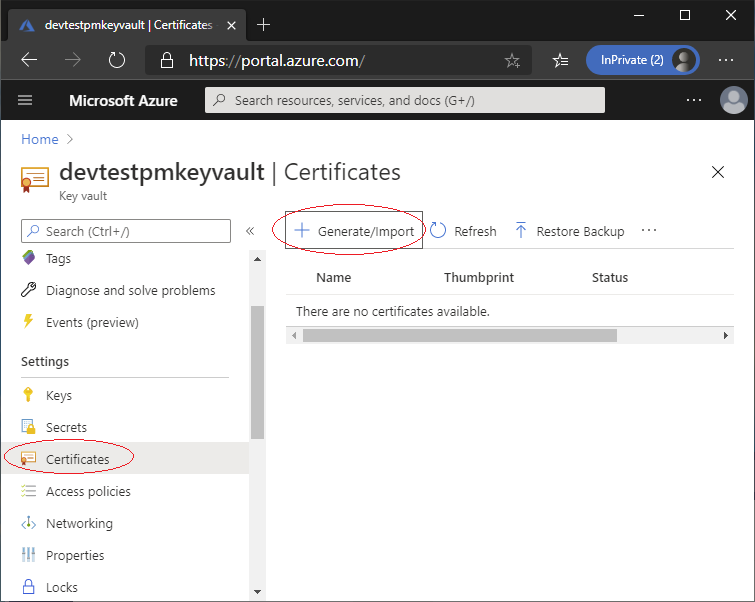 devtestpmkeyvault | Certificates
https://portal.azure.com/
InPrivate (2)
Microsoft Azure
Search resources, services, and docs (G+/)
Home
devtestpmkeyvault | Certificates
Key vault
Search (Ctrl+/)
Generate/Import
Refresh
Restore Backup
Tags
Diagnose and solve problems
Events (preview)
Settings
Keys
Secrets
Certificates
Access policies
Networking
Properties
Locks
Name Thumbprint Status
There are no certificates available.